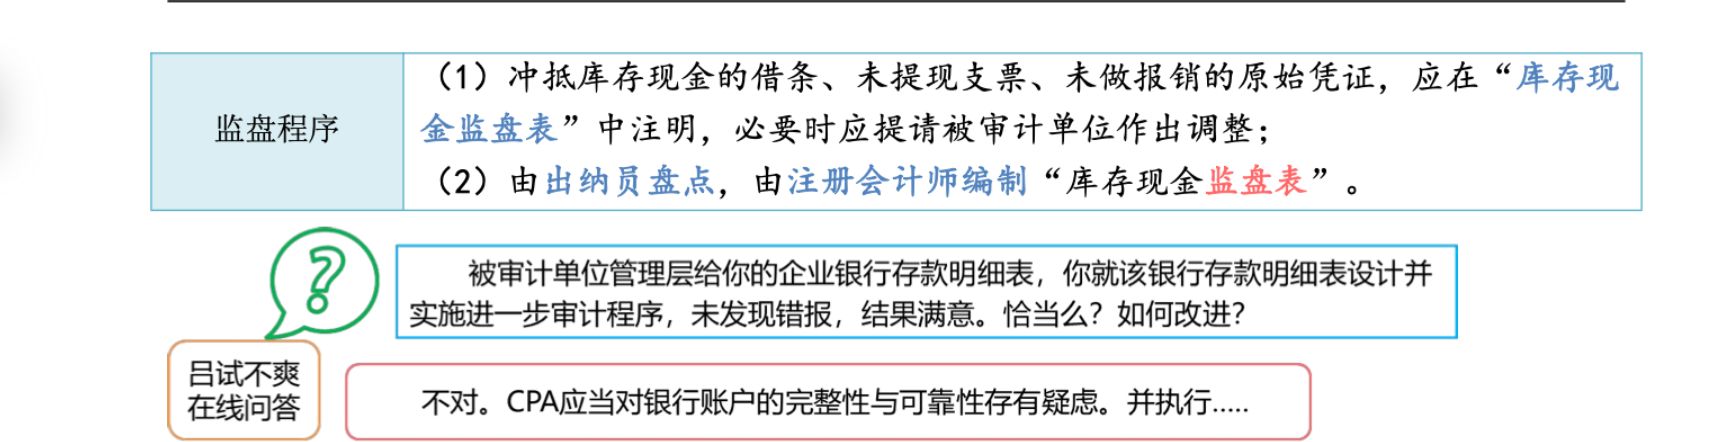 监盘程序
（1）冲抵库存现金的借条、未提现支票、未做报销的原始凭证，应在“库存现
金监盘表”中注明，必要时应提请被审计单位作出调整；
（2）由出纳员盘点，由注册会计师编制“库存现金监盘表”。
?
被审计单位管理层给你的企业银行存款明细表，你就该银行存款明细表设计并
实施进一步审计程序，未发现错报，结果满意。恰当么？如何改进？
吕试不爽
在线问答
不对。CPA应当对银行账户的完整性与可靠性存有疑虑。并执行.....